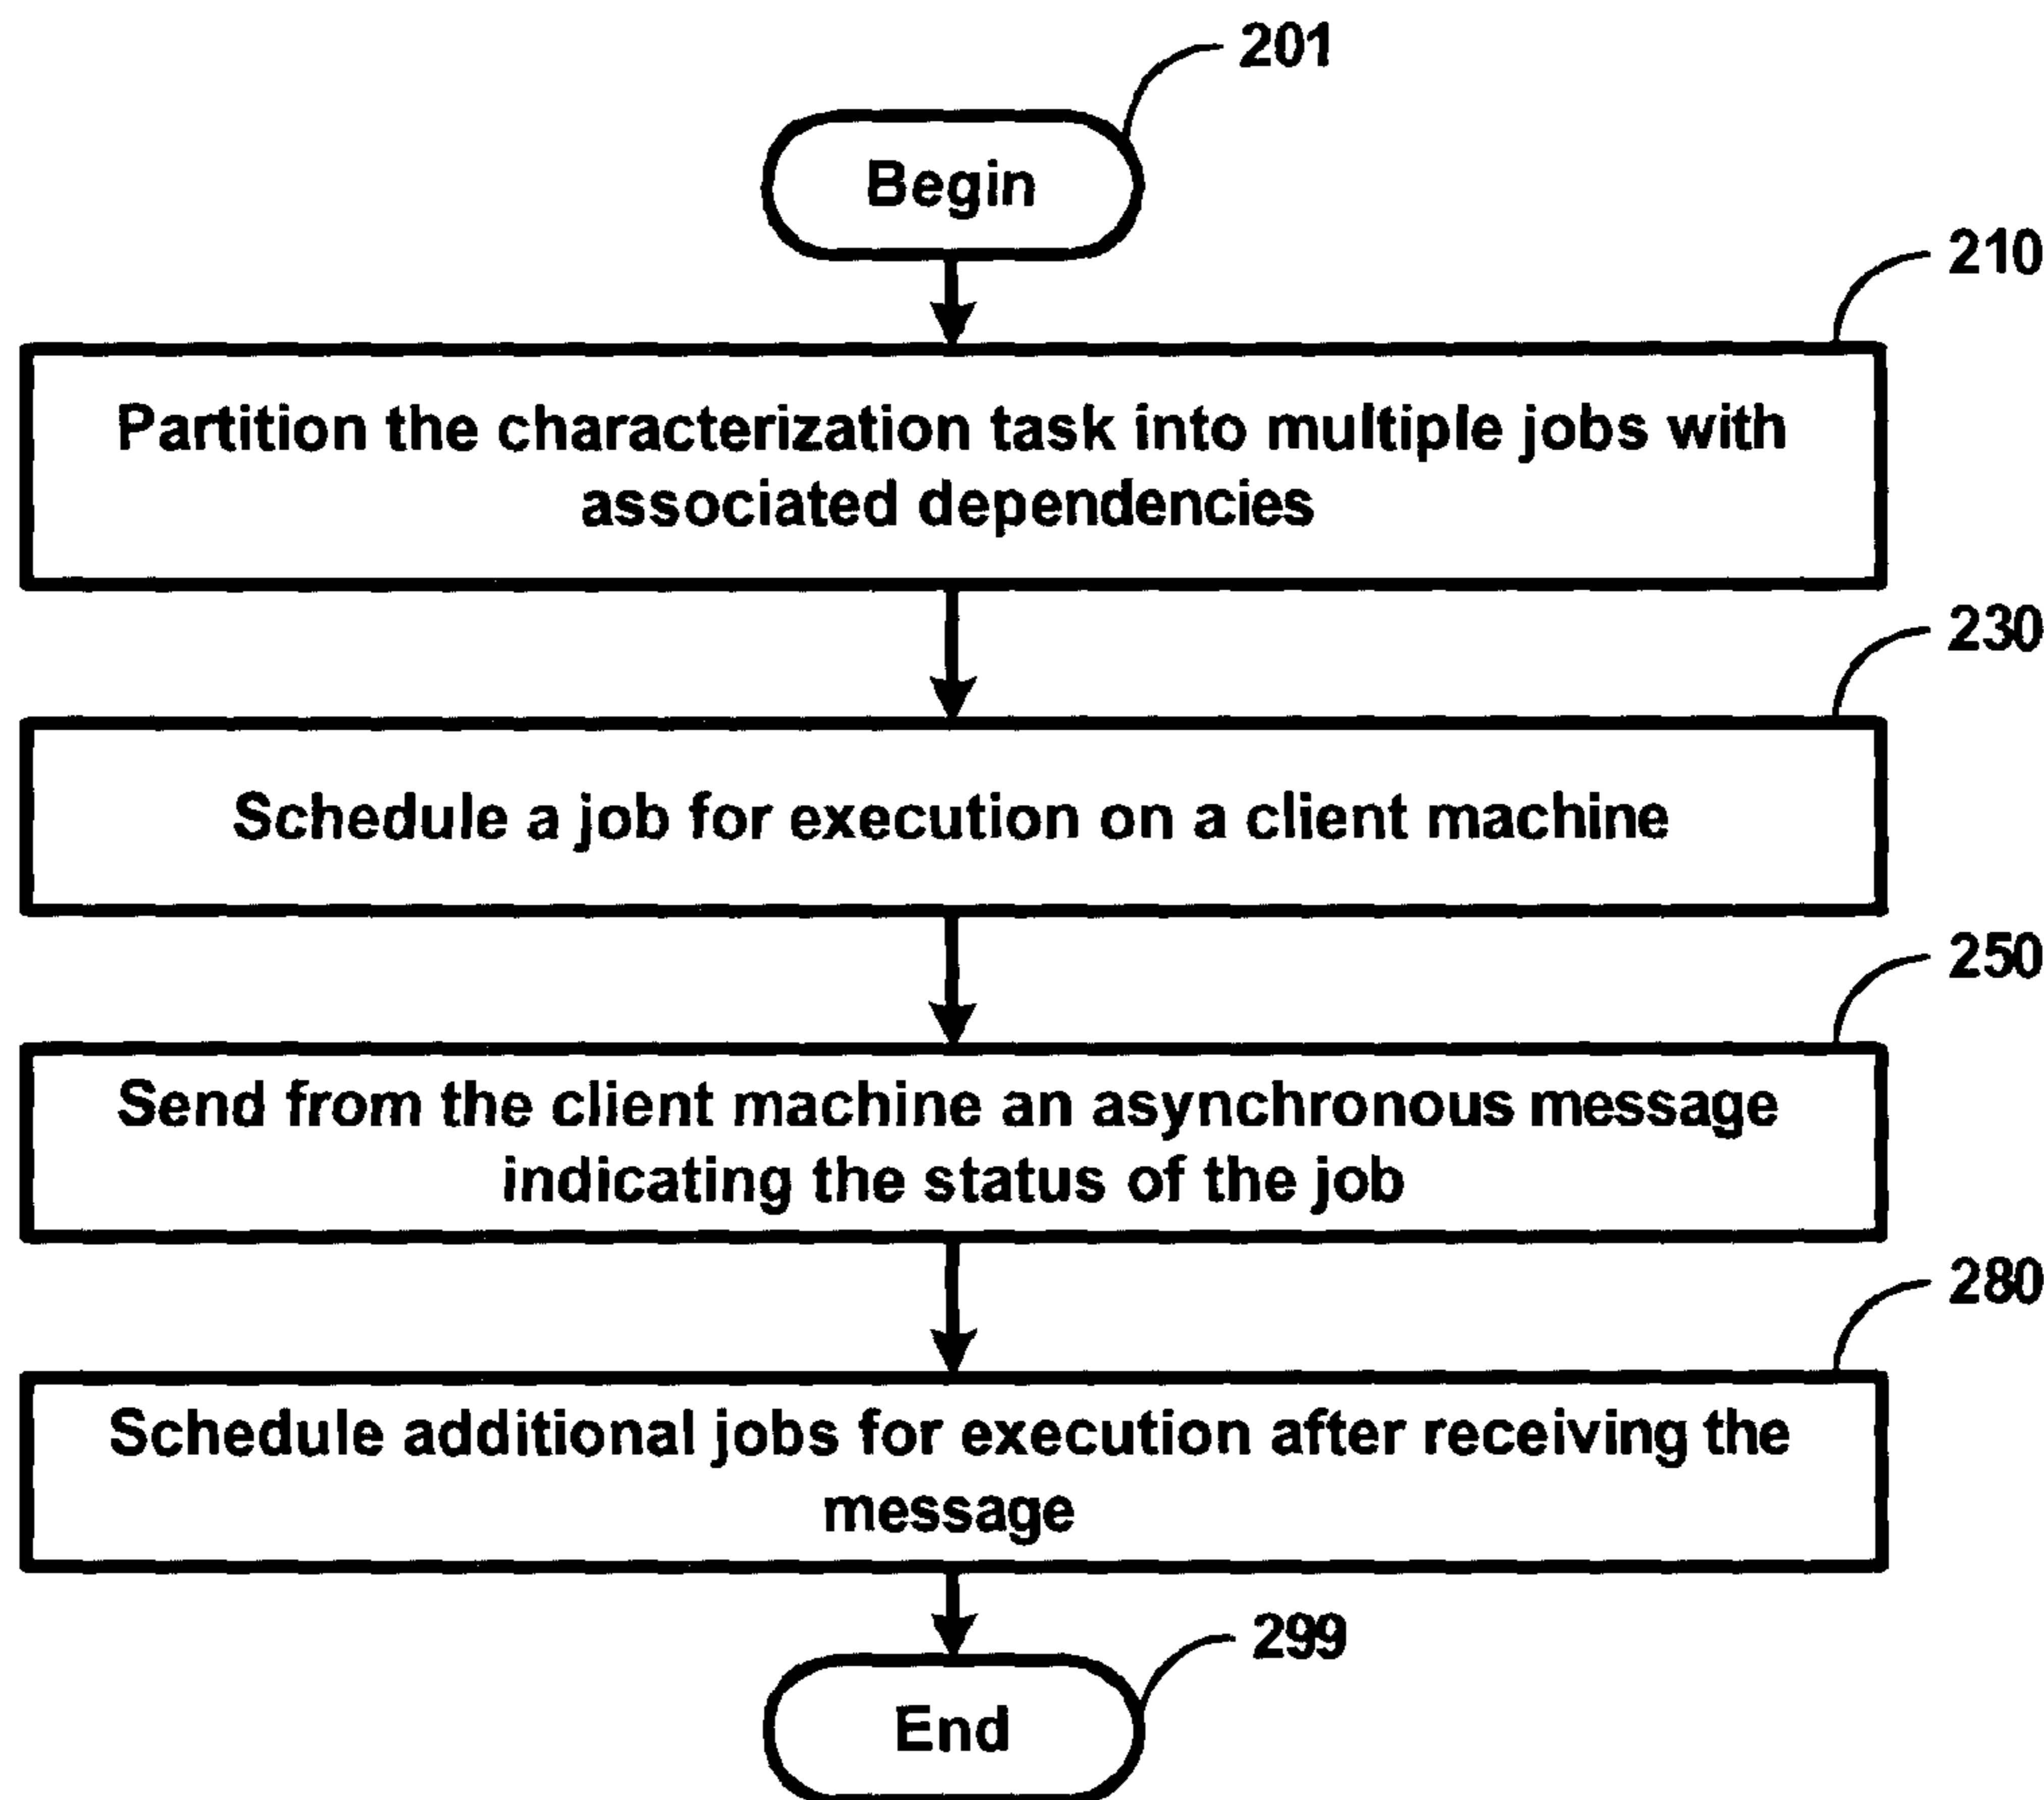 201
Begin
210
Partition the characterization task into multiple jobs with
associated dependencies
230
Schedule a job for execution on a client machine
250
Send from the client machine an asynchronous message
indicating the status of the job
280
Schedule additional jobs for execution after receiving the
message
299
End